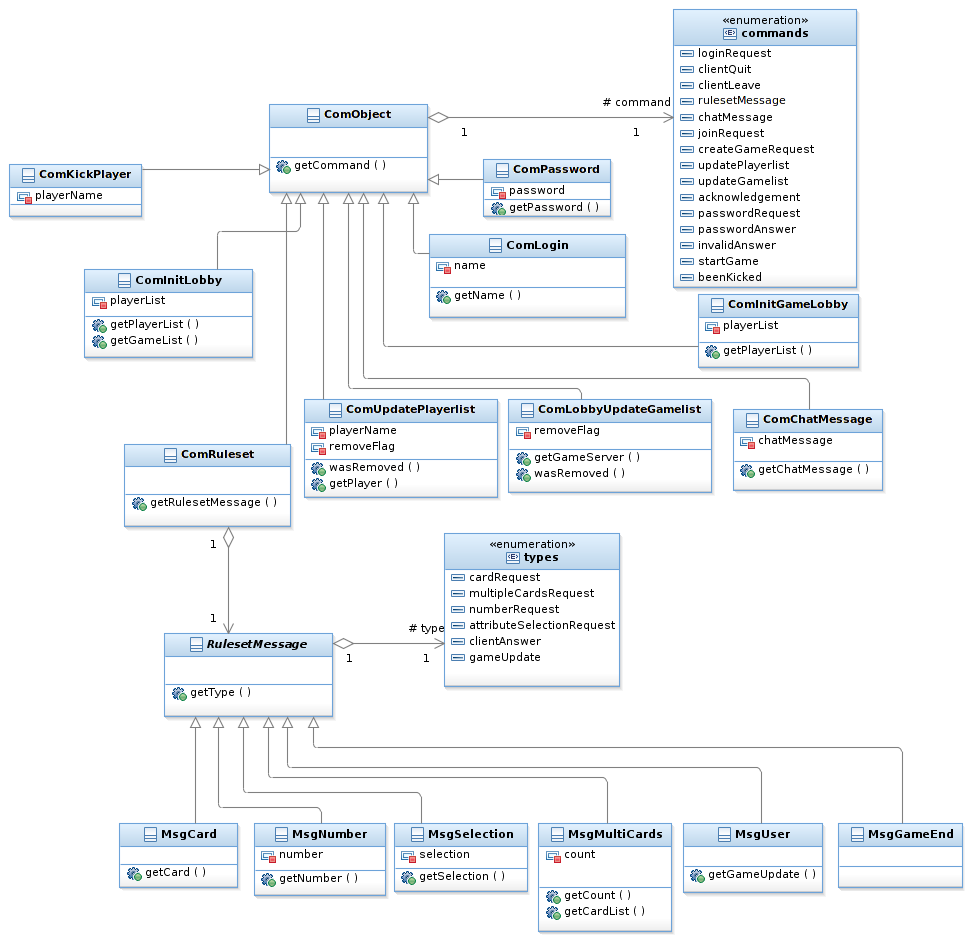 «enumeration»
commands
loginRequest
clientQuit
clientLeave
rulesetMessage
chatMessage
joinRequest
createGameRequest
updatePlayerlist
updateGamelist
acknowledgement
passwordRequest
passwordAnswer
invalidAnswer
startGame
beenKicked
ComObject
getCommand ( )
# command
1
1
ComKickPlayer
playerName
ComPassword
password
getPassword ( )
ComLogin
name
getName ( )
ComInitLobby
playerList
getPlayerList ( )
getGameList ( )
ComInitGameLobby
playerList
getPlayerList ( )
ComUpdatePlayerlist
playerName
removeFlag
wasRemoved ( )
getPlayer ( )
ComLobbyUpdateGamelist
removeFlag
getGameServer ( )
wasRemoved ( )
ComChatMessage
chatMessage
getChatMessage ( )
ComRuleset
getRulesetMessage ( )
1
1
«enumeration»
types
cardRequest
multipleCardsRequest
numberRequest
attributeSelectionRequest
clientAnswer
gameUpdate
RulesetMessage
getType ( )
# type
1
1
MsgCard
getCard ( )
MsgNumber
number
getNumber ( )
MsgSelection
selection
getSelection ( )
MsgMultiCards
count
getCount ( )
getCardList ( )
MsgUser
getGameUpdate ( )
MsgGameEnd